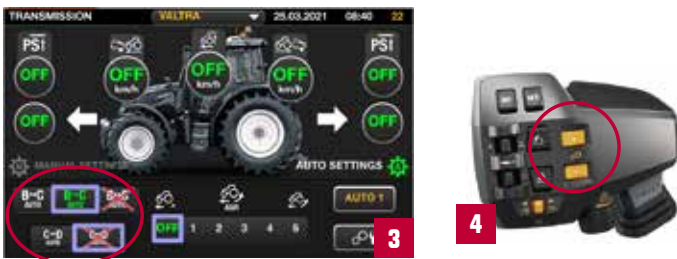 TRANSMISSION VALTRA 25.03.2021 08:40 22
PSI PSI
OFF OFF OFF OFF OFF
km/h km/h km/h
OFF OFF
MANUAL SETTINGS AUTO SETTINGS
AUTO AUTO AUTO 1
OFF 1 2 3 4 5
C-D
AUTO
3
4